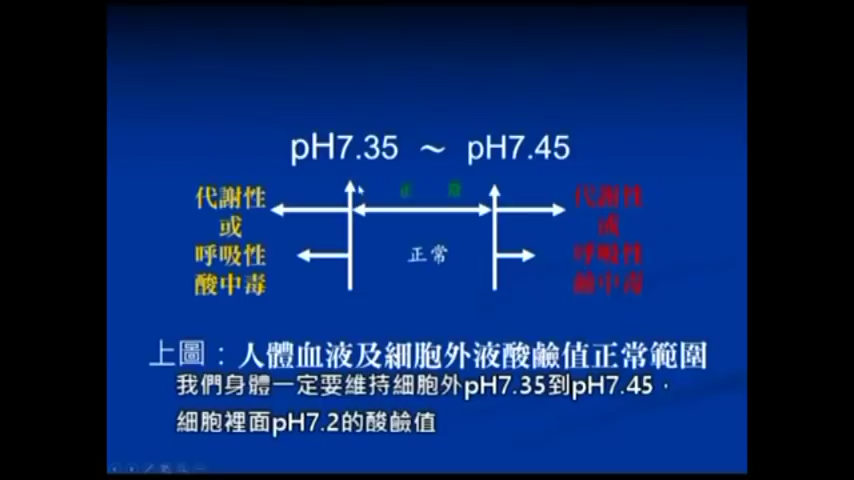 pH7.35 ～ pH7.45
正 常
代謝性
或
呼吸性
酸中毒
正常
代謝性
或
呼吸性
鹼中毒
上圖：人體血液及細胞外液酸鹼值正常範圍
我們身體一定要維持細胞外pH7.35到pH7.45，
細胞裡面pH7.2的酸鹼值